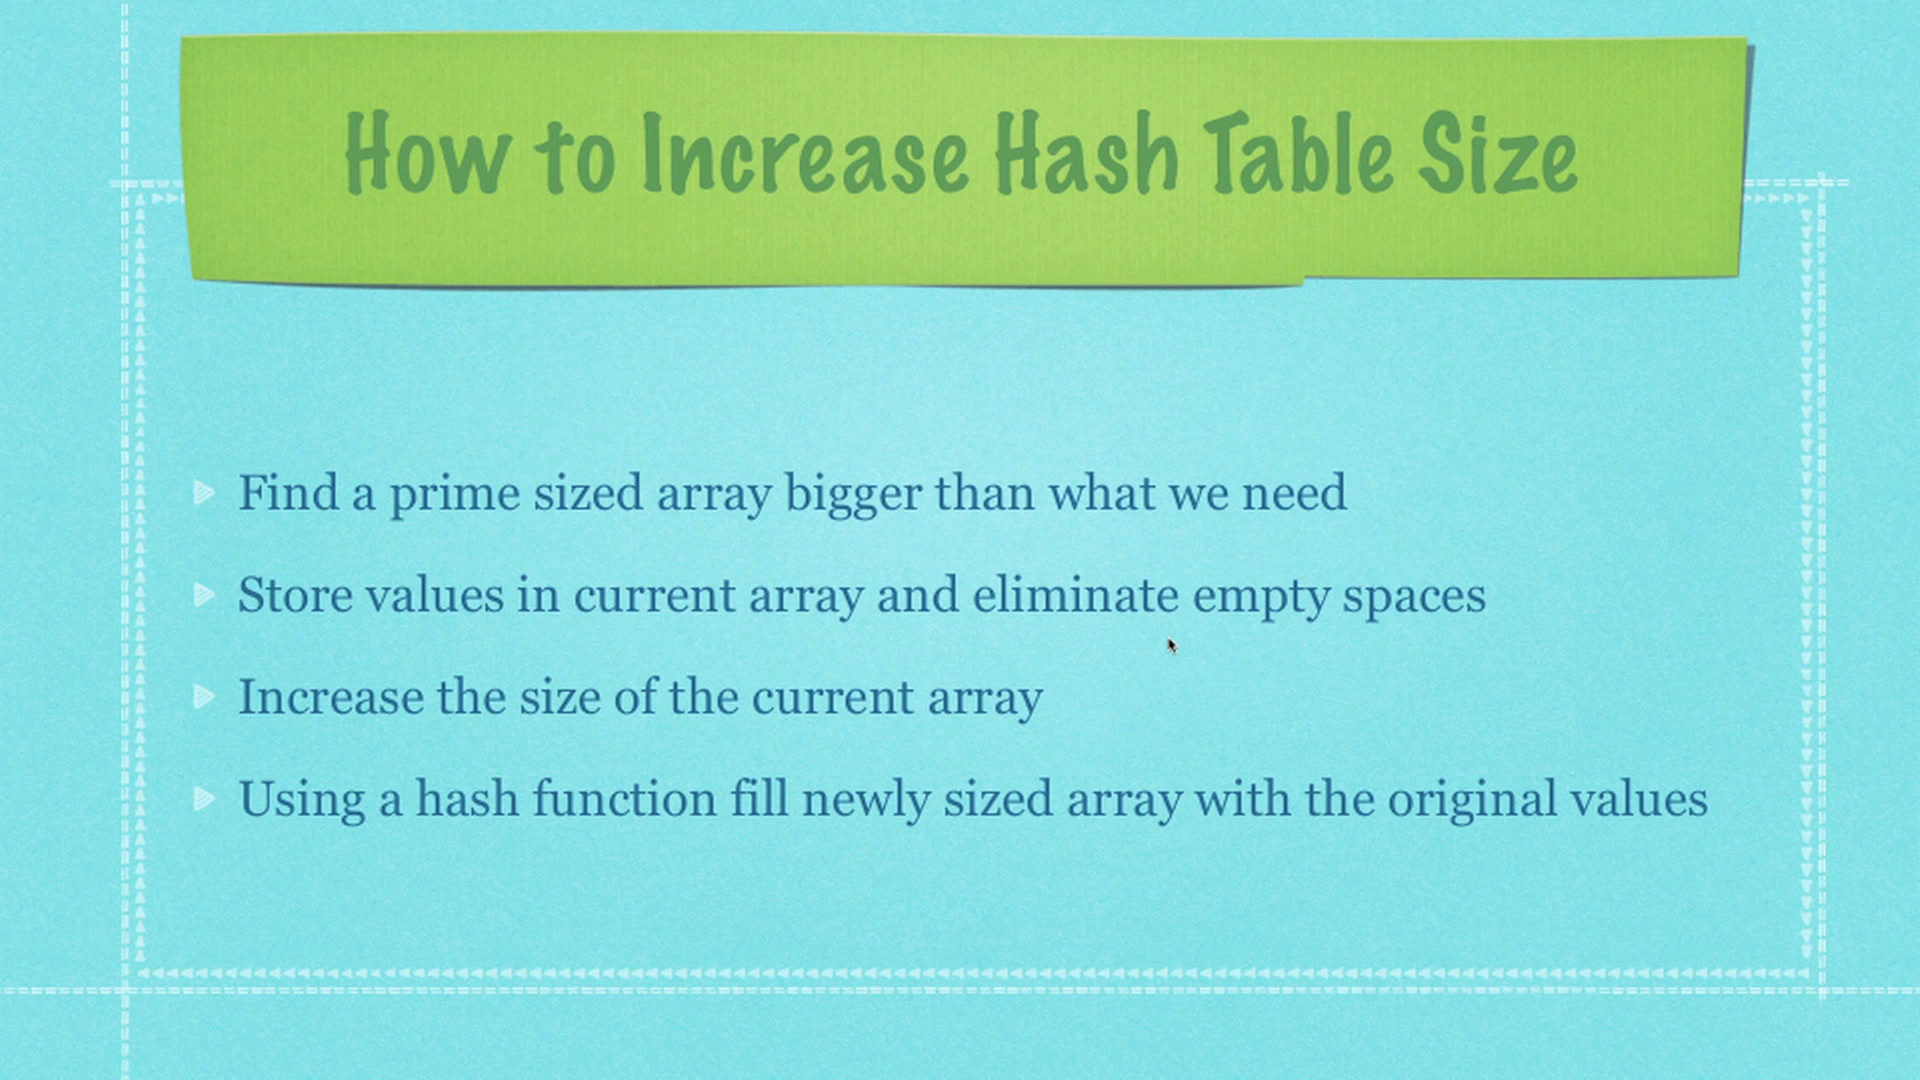 How to Increase Hash Table Size
Find a prime sized array bigger than what we need
Store values in current array and eliminate empty spaces
Increase the size of the current array
Using a hash function fill newly sized array with the original values